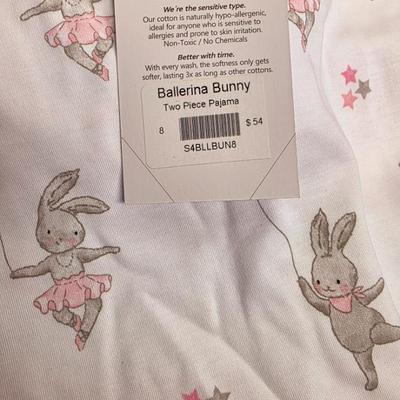 We're the sensitive type.
Our cotton is naturally hypo-allergenic,
ideal for anyone who is sensitive to
allergies and prone to skin irritation.
Non-Toxic / No Chemicals
Better with time.
With every wash, the softness only gets
softer, lasting 3x as long as other cottons.
Ballerina Bunny
Two Piece Pajama
8 $54
S4BLLBUN8